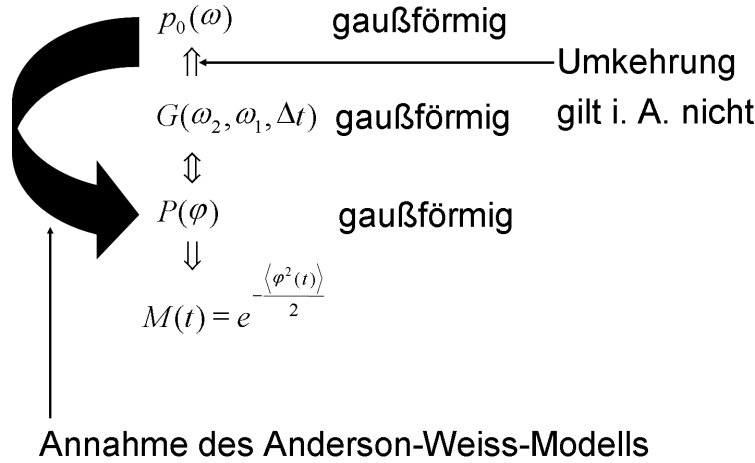 p₀(ω) gaußförmig
⇑ Umkehrung
G(ω₂,ω₁,Δt) gaußförmig gilt i. A. nicht
⇕
P(φ) gaußförmig
⇓
M(t) = e^{-⟨φ²(t)⟩/2}
Annahme des Anderson-Weiss-Modells